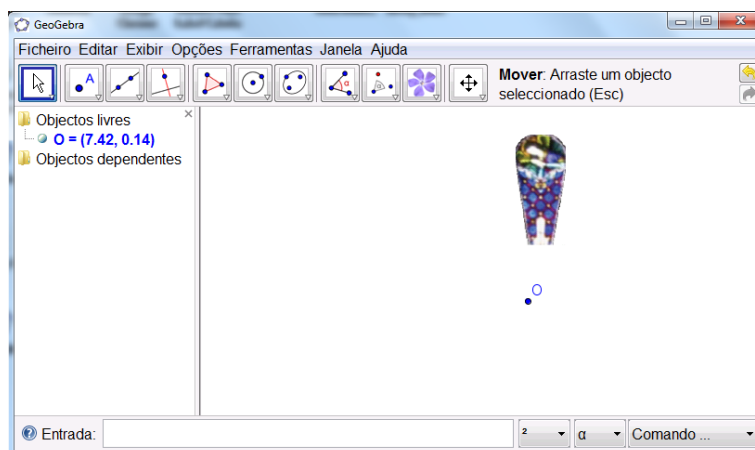 GeoGebra
Ficheiro Editar Exibir Opções Ferramentas Janela Ajuda
A
α
Mover: Arraste um objecto
seleccionado (Esc)
Objectos livres
O = (7.42, 0.14)
Objectos dependentes
O
Entrada:
² α Comando ...